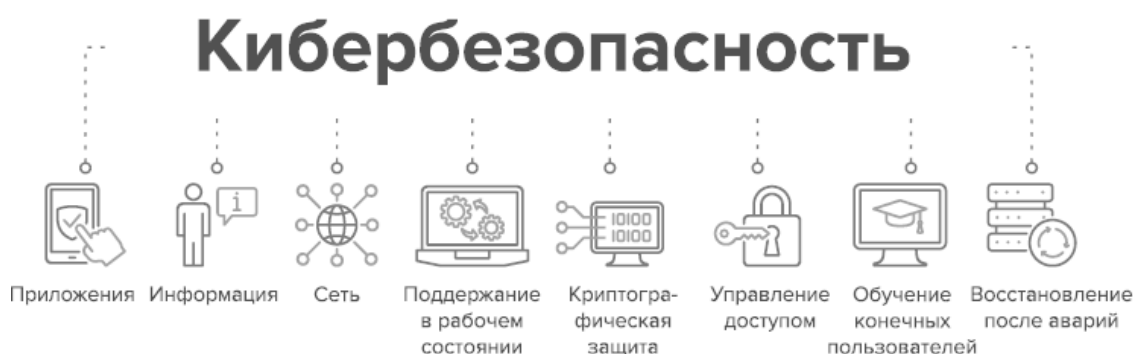 Кибербезопасность
i
10100
10100
Приложения
Информация
Сеть
Поддержание
в рабочем
состоянии
Криптогра-
фическая
защита
Управление
доступом
Обучение
конечных
пользователей
Восстановление
после аварий